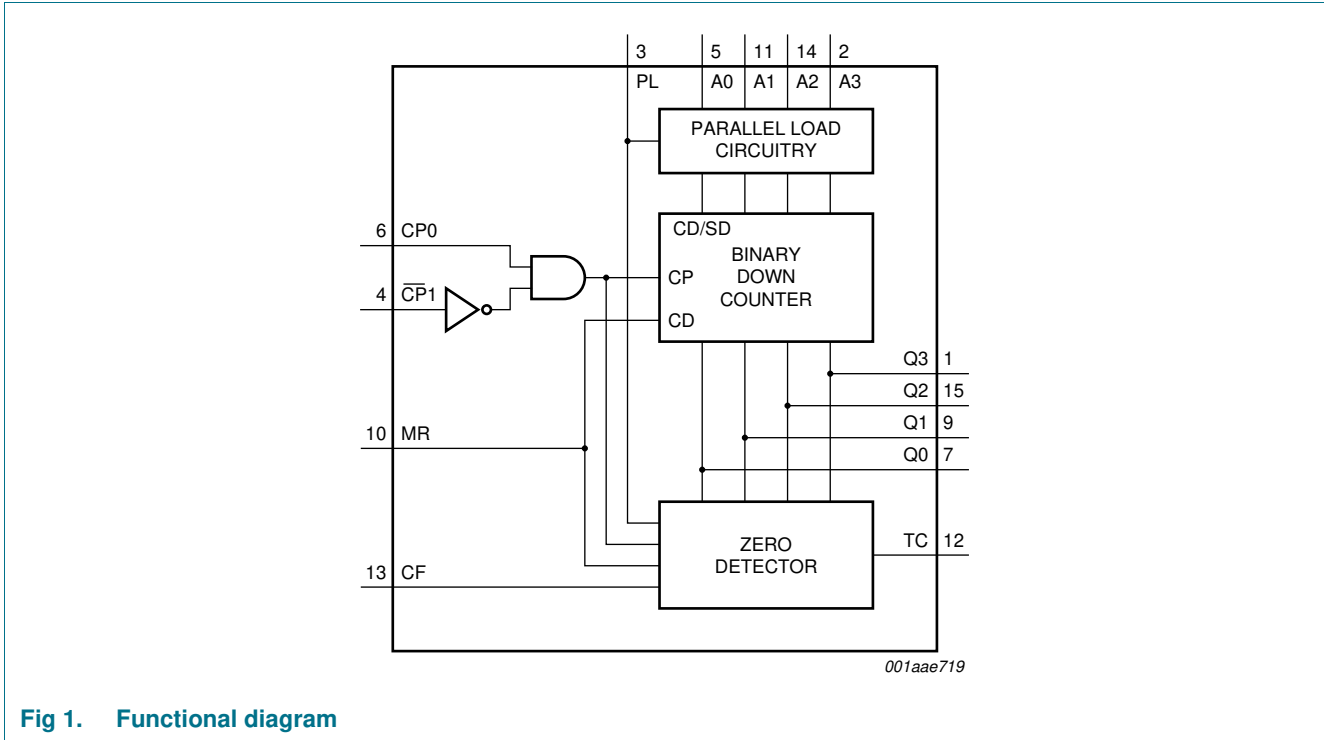 3 5 11 14 2
PL A0 A1 A2 A3
PARALLEL LOAD
CIRCUITRY
6 CP0
4 C̅P̅1
CD/SD
BINARY
DOWN
COUNTER
CP
CD
Q3 1
Q2 15
Q1 9
Q0 7
10 MR
ZERO
DETECTOR
TC 12
13 CF
001aae719
Fig 1. Functional diagram